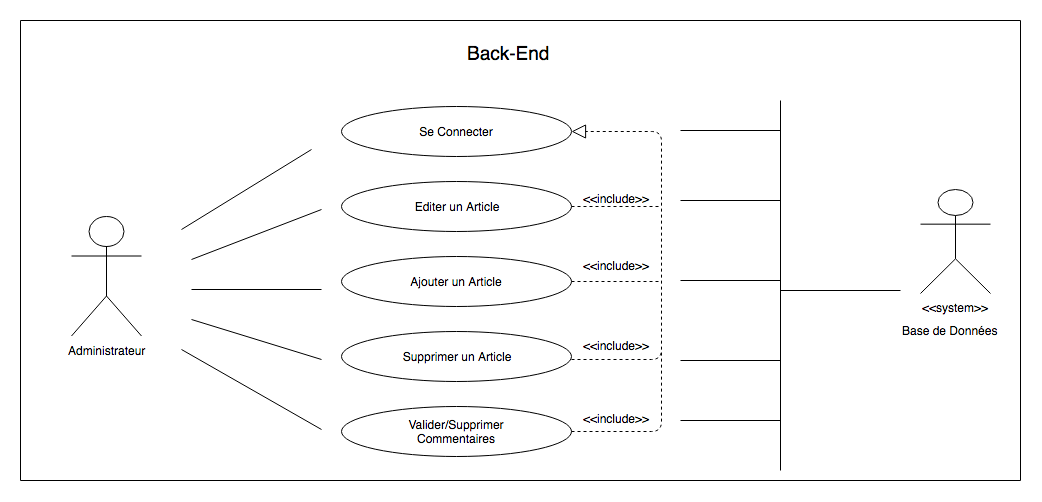 Back-End
Se Connecter
Editer un Article
<<include>>
Ajouter un Article
<<include>>
Supprimer un Article
<<include>>
Valider/Supprimer
Commentaires
<<include>>
Administrateur
<<system>>
Base de Données